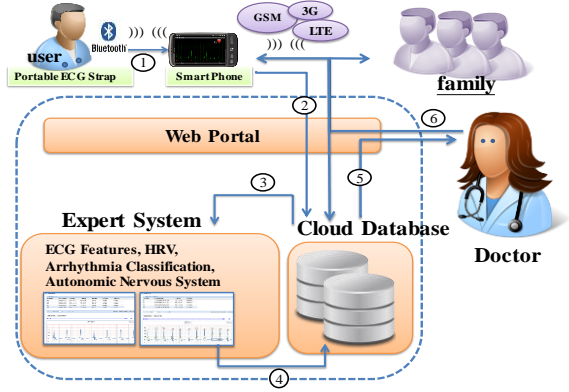 GSM
3G
LTE
Bluetooth®
user
Portable ECG Strap
1
Smart Phone
family
2
6
Web Portal
5
3
Expert System
Cloud Database
Doctor
ECG Features, HRV,
Arrhythmia Classification,
Autonomic Nervous System
4